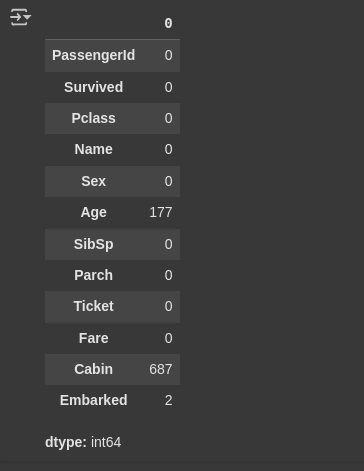 0
PassengerId 0
Survived 0
Pclass 0
Name 0
Sex 0
Age 177
SibSp 0
Parch 0
Ticket 0
Fare 0
Cabin 687
Embarked 2
dtype: int64